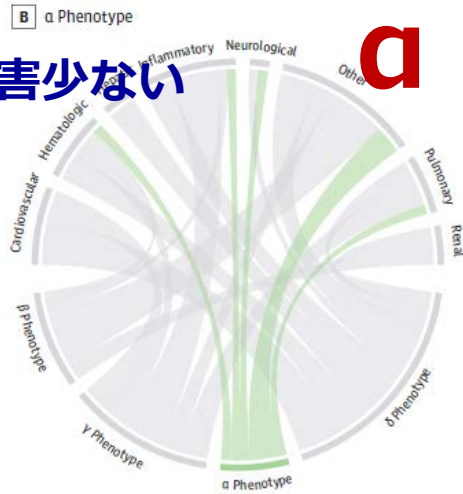 B α Phenotype
α
害少ない
Inflammatory
Neurological
Other
Hematologic
Pulmonary
Cardiovascular
Renal
β Phenotype
δ Phenotype
γ Phenotype
α Phenotype